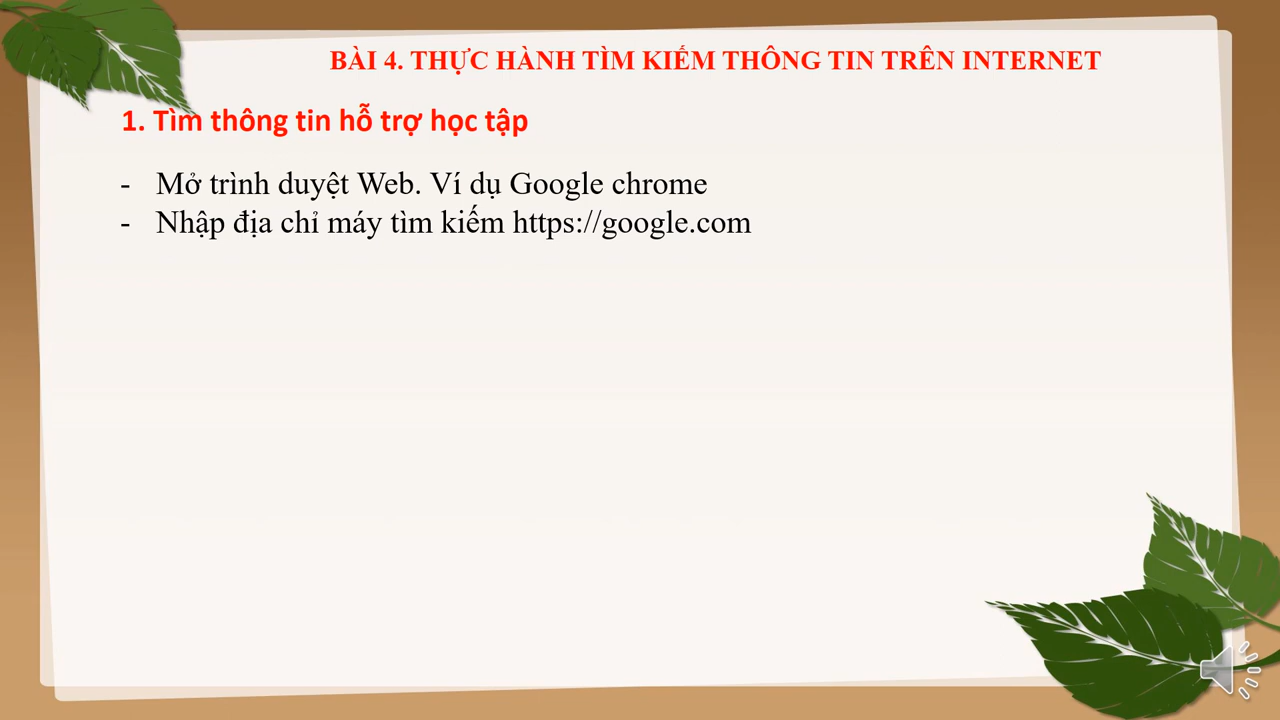 BÀI 4. THỰC HÀNH TÌM KIẾM THÔNG TIN TRÊN INTERNET
1. Tìm thông tin hỗ trợ học tập
- Mở trình duyệt Web. Ví dụ Google chrome
- Nhập địa chỉ máy tìm kiếm https://google.com